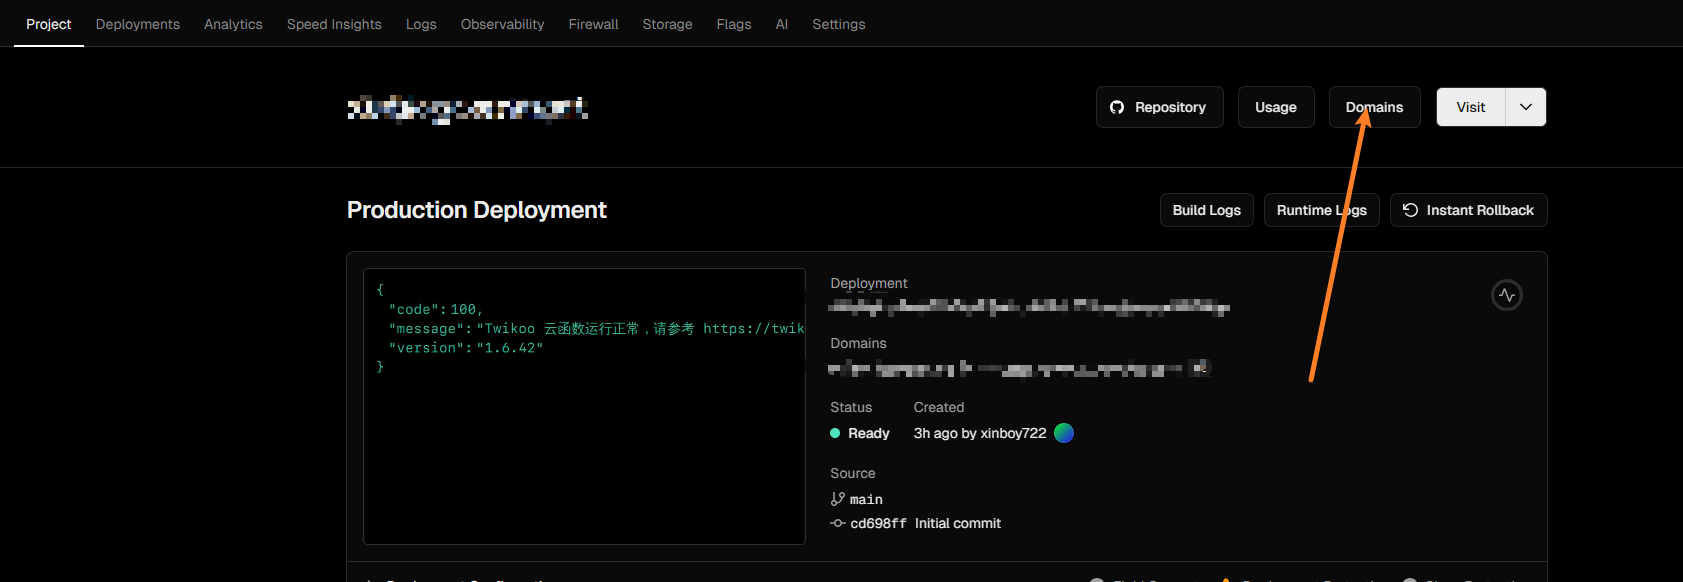 Project Deployments Analytics Speed Insights Logs Observability Firewall Storage Flags AI Settings
Repository Usage Domains Visit
Production Deployment
Build Logs Runtime Logs Instant Rollback
{
"code": 100,
"message": "Twikoo 云函数运行正常，请参考 https://twik
"version": "1.6.42"
}
Deployment
Domains
Status Created
Ready 3h ago by xinboy722
Source
main
cd698ff Initial commit